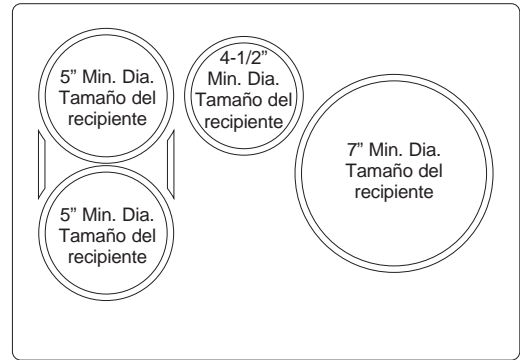 5” Min. Dia.
Tamaño del
recipiente
4-1/2”
Min. Dia.
Tamaño del
recipiente
7” Min. Dia.
Tamaño del
recipiente
5” Min. Dia.
Tamaño del
recipiente